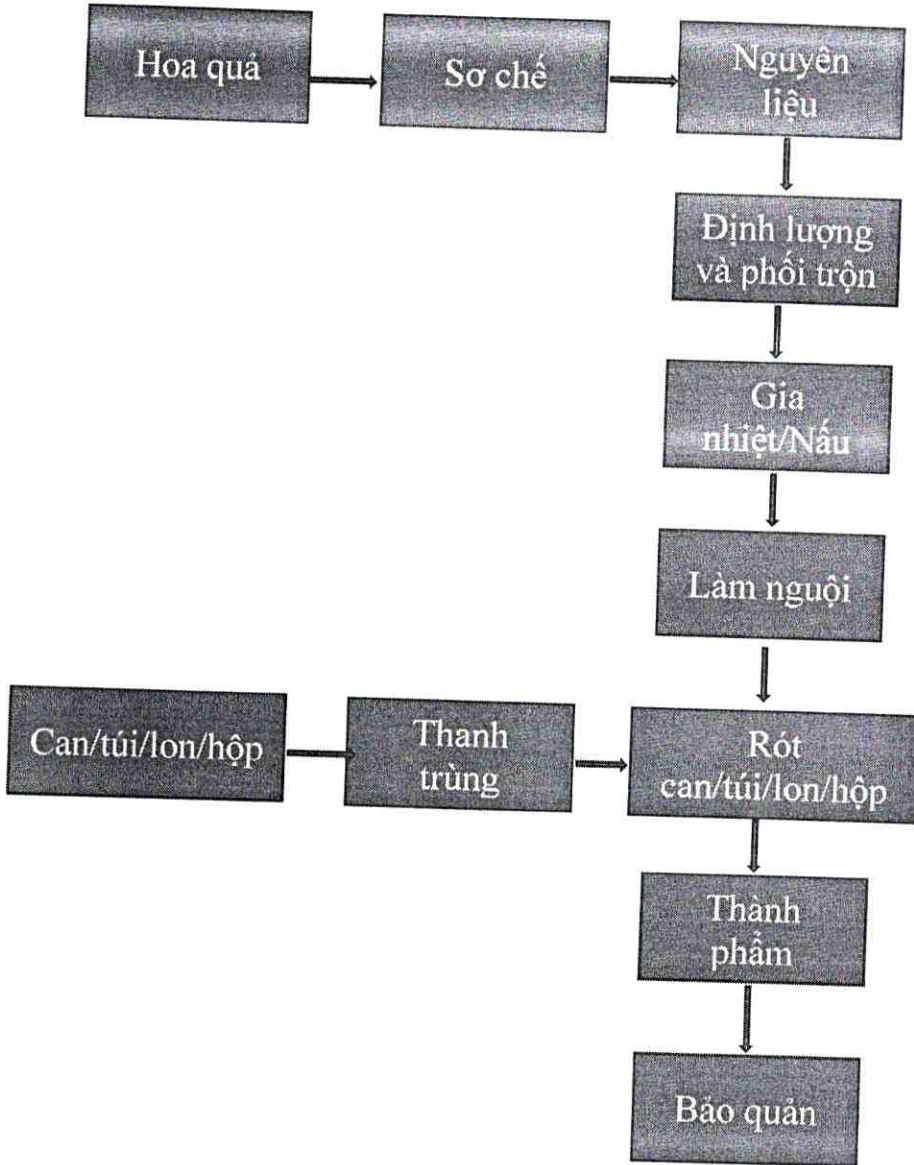 Hoa quả
Sơ chế
Nguyên
liệu
Định lượng
và phối trộn
Gia
nhiệt/Nấu
Làm nguội
Can/túi/lon/hộp
Thanh
trùng
Rót
can/túi/lon/hộp
Thành
phẩm
Bảo quản